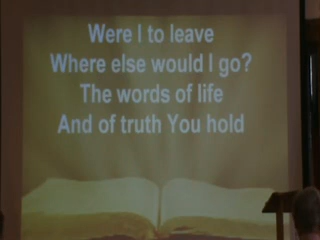 Were I to leave
Where else would I go?
The words of life
And of truth You hold